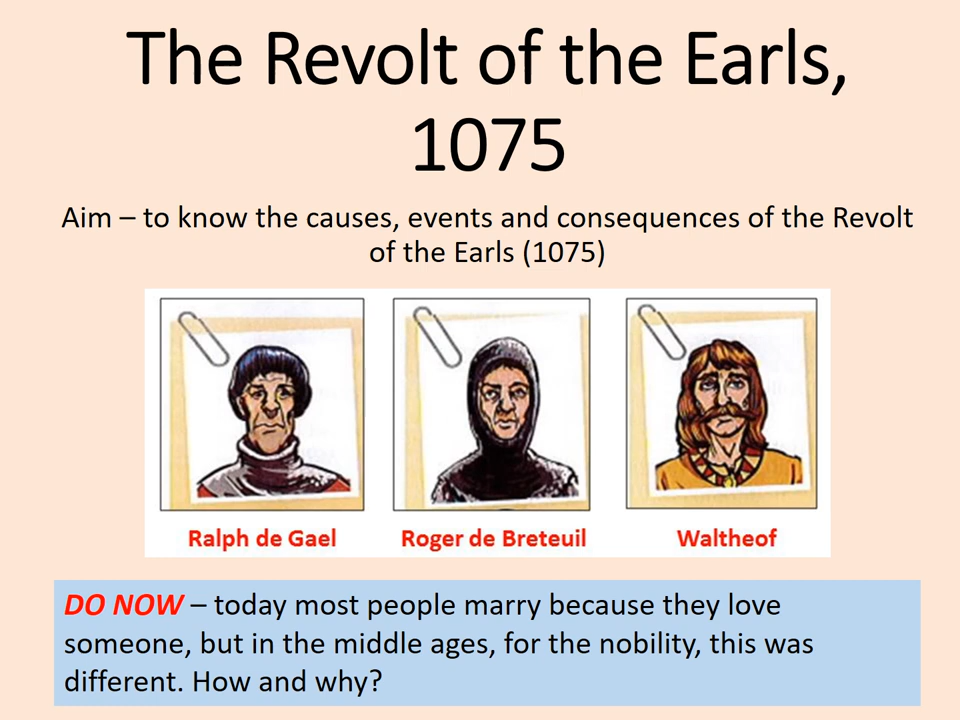 The Revolt of the Earls,
1075
Aim – to know the causes, events and consequences of the Revolt
of the Earls (1075)
Ralph de Gael
Roger de Breteuil
Waltheof
DO NOW – today most people marry because they love
someone, but in the middle ages, for the nobility, this was
different. How and why?